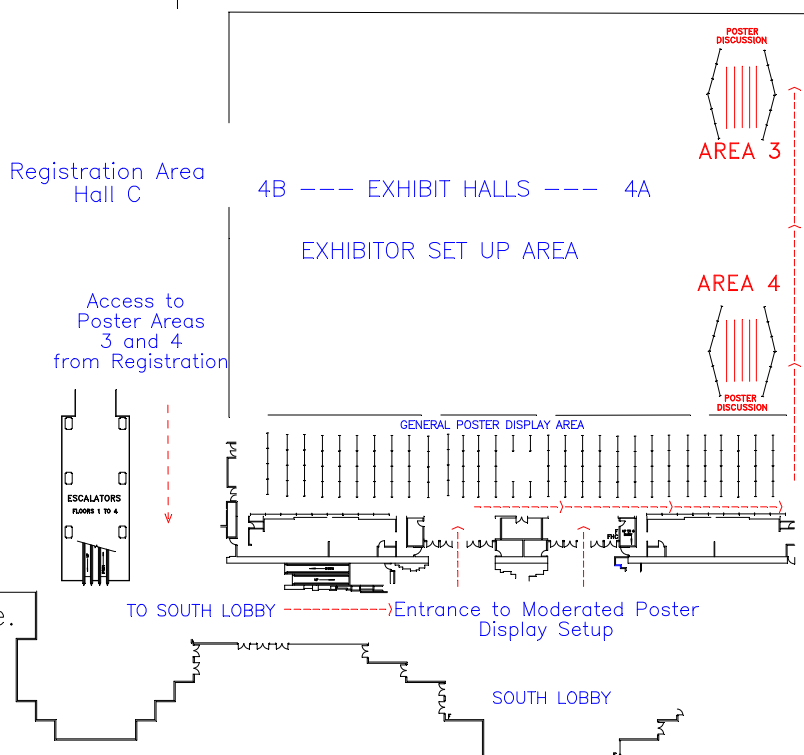 POSTER
DISCUSSION
AREA 3
Registration Area
Hall C
4B --- EXHIBIT HALLS --- 4A
EXHIBITOR SET UP AREA
AREA 4
Access to
Poster Areas
3 and 4
from Registration
POSTER
DISCUSSION
GENERAL POSTER DISPLAY AREA
ESCALATORS
FLOORS 1 TO 4
FHC
TO SOUTH LOBBY
Entrance to Moderated Poster
Display Setup
e.
SOUTH LOBBY